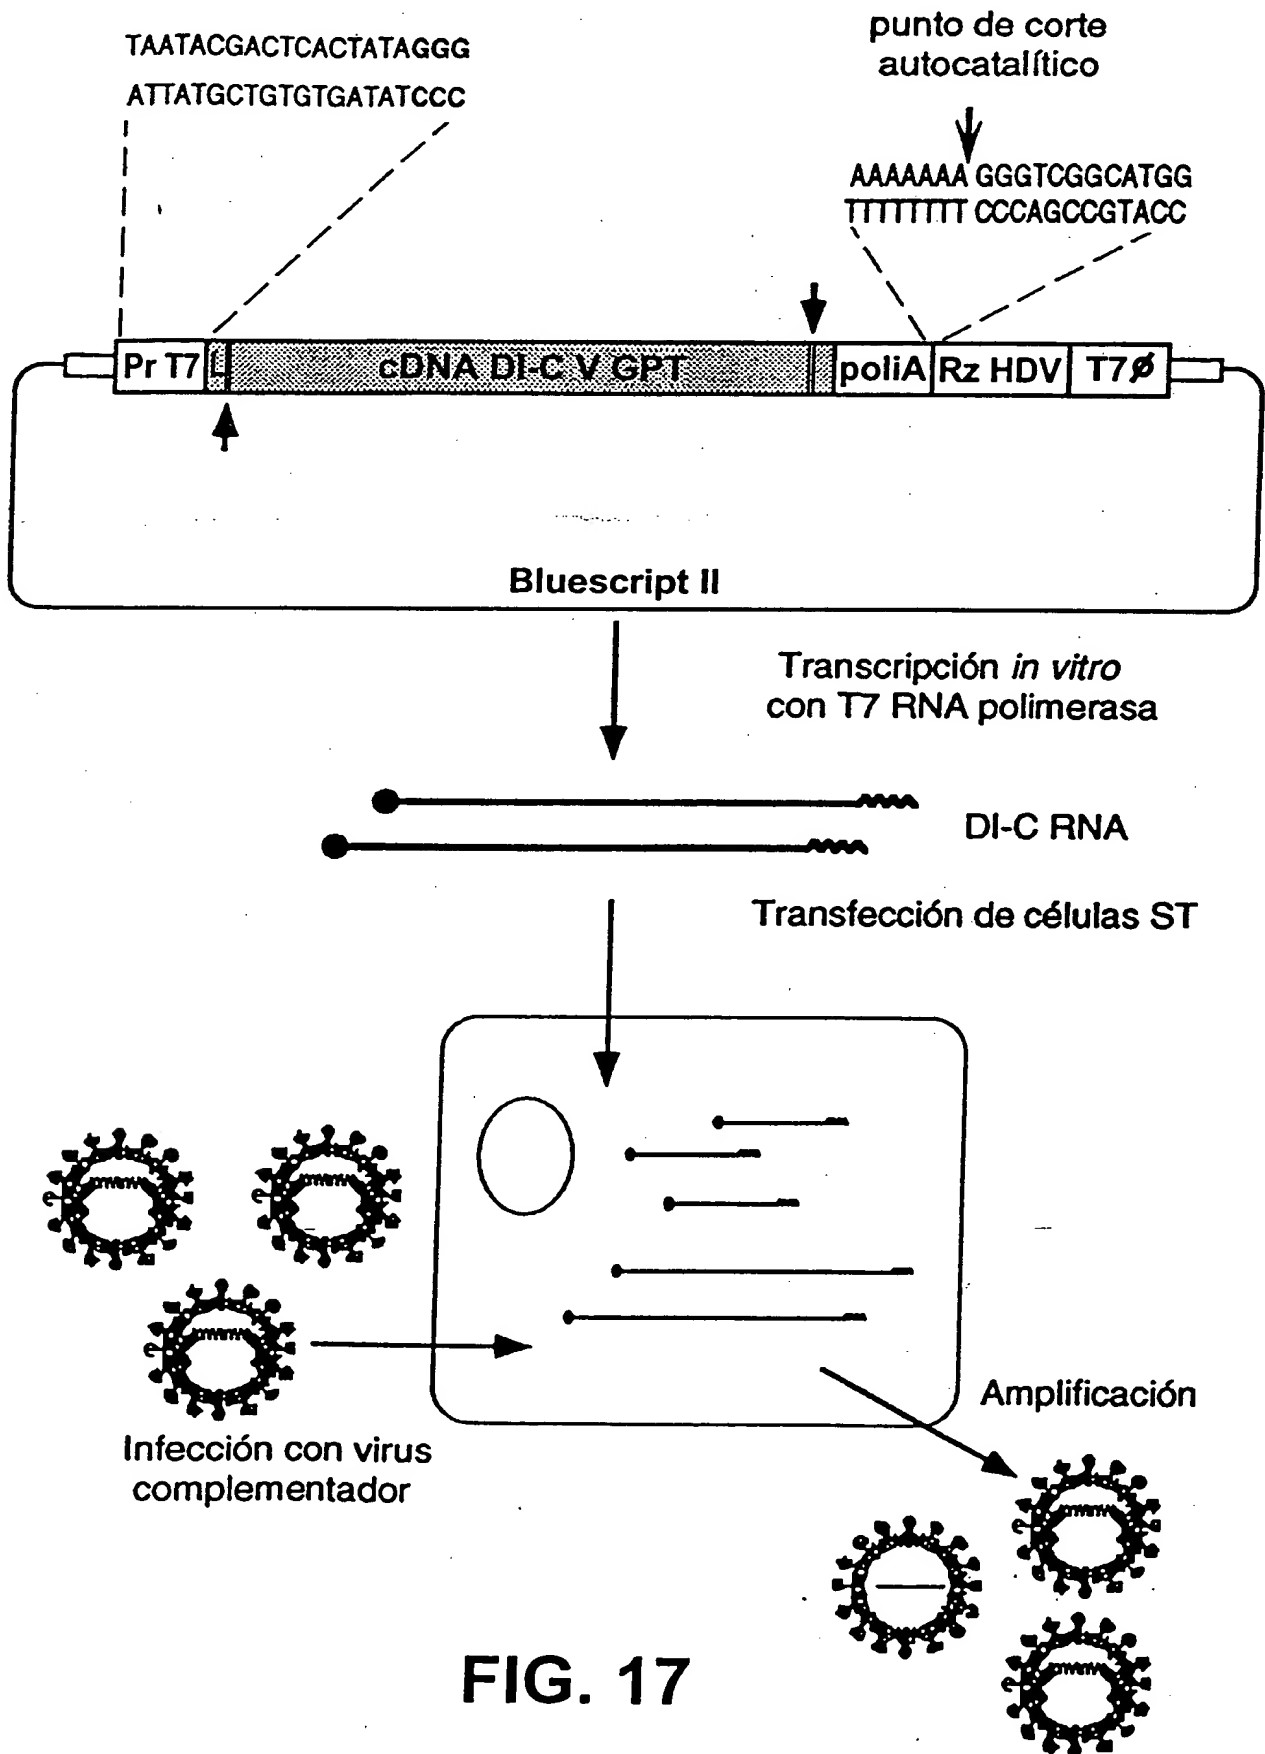 TAATACGACTCACTATAGGG
ATTATGCTGTGTGATATCCC
punto de corte
autocatalítico
AAAAAAA GGGTCGGCATGG
TTTTTTTT CCCAGCCGTACC
Pr T7 L cDNA DI-C V GPT poliA Rz HDV T7Ø
Bluescript II
Transcripción in vitro
con T7 RNA polimerasa
DI-C RNA
Transfección de células ST
Amplificación
Infección con virus
complementador
FIG. 17